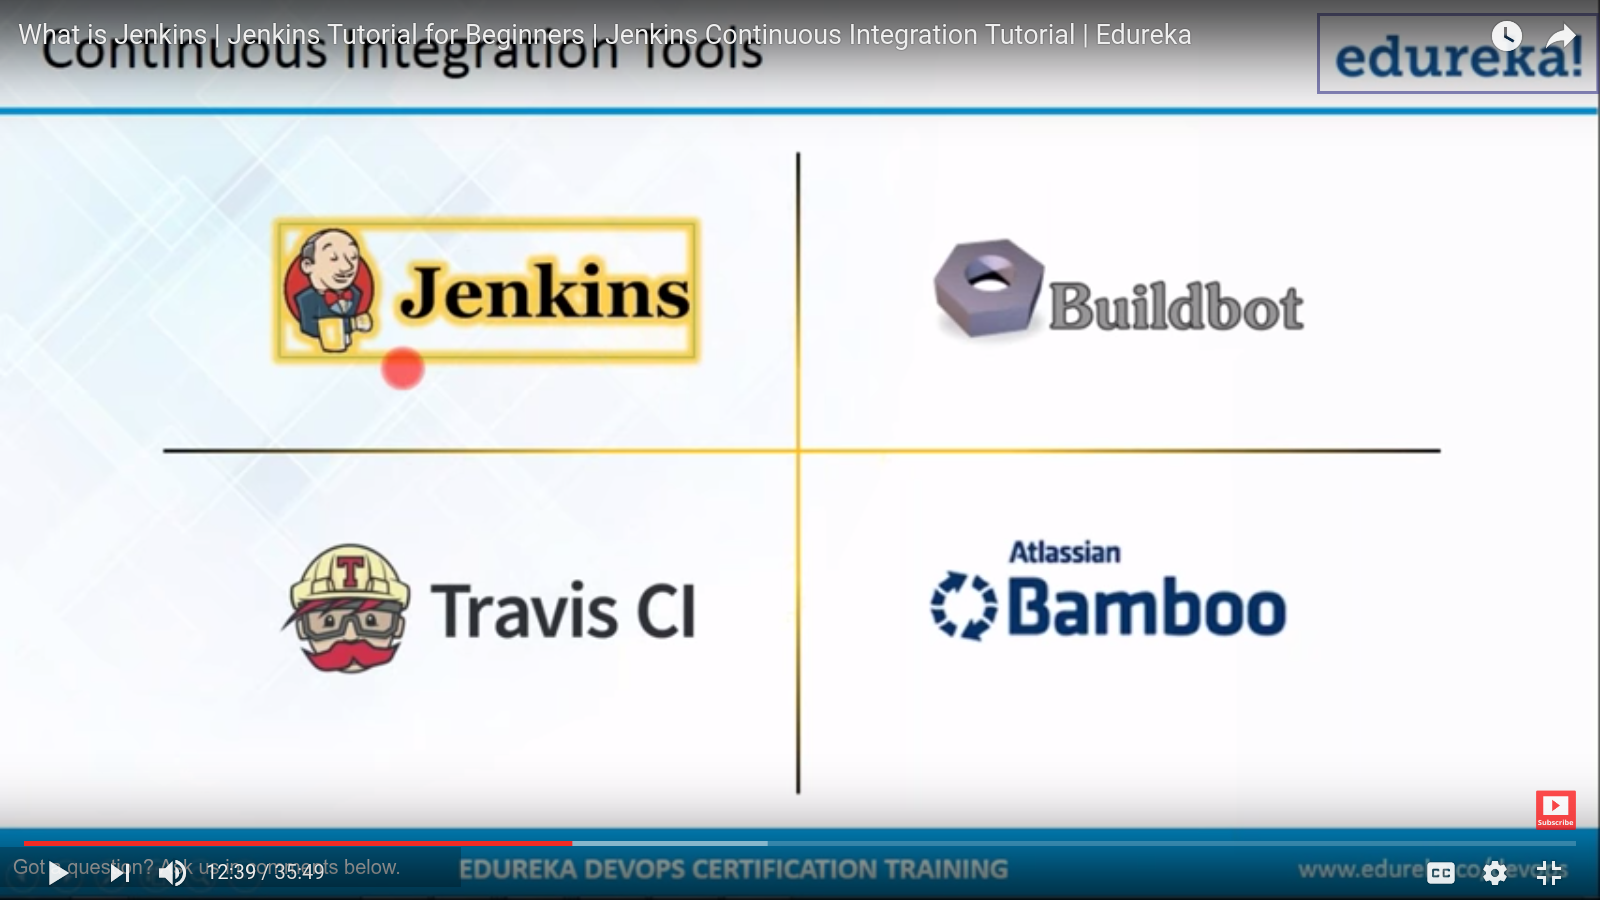 What is Jenkins | Jenkins Tutorial for Beginners | Jenkins Continuous Integration Tutorial | Edureka
Continuous Integration Tools
edureka!
Jenkins
Buildbot
T
Travis CI
Atlassian
Bamboo
Subscribe
Got a question? Ask us in comments below.
12:39 / 35:49
EDUREKA DEVOPS CERTIFICATION TRAINING
www.edureka.co/devops
CC